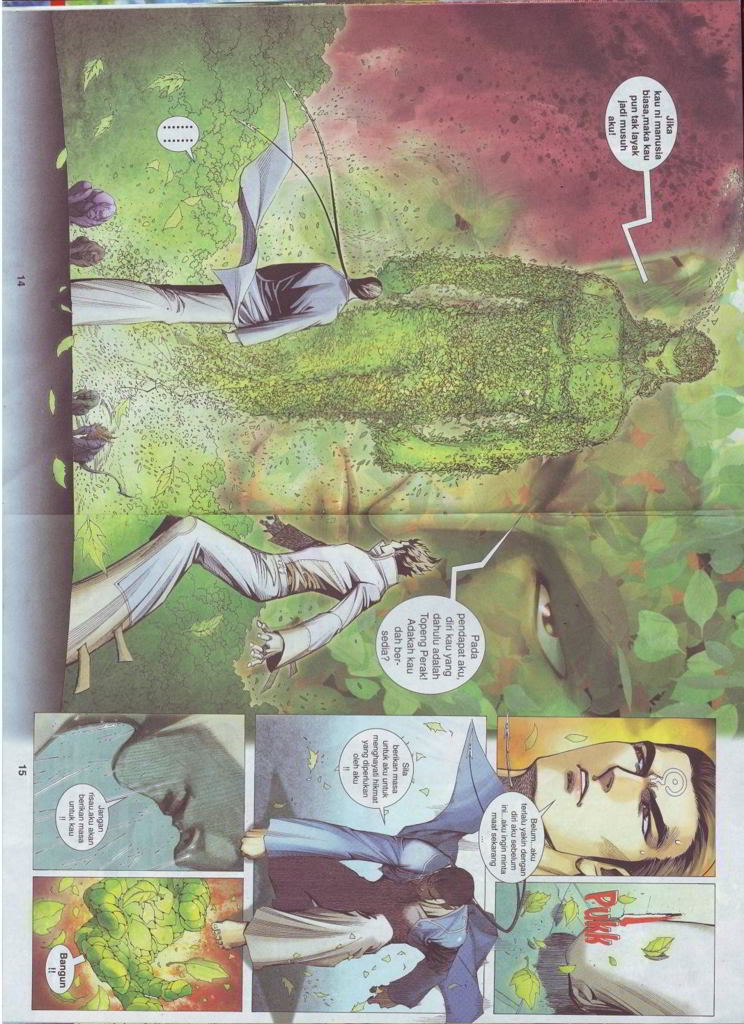 Jika
kau ni manusia
biasa,maka kau
pun tak layak
jadi musuh
aku!
Pada
pendapat aku,
diri kau yang
dahulu adalah
Topeng Perak!
Adakah kau
dah ber-
sedia?
.......
.......
14
Belum...aku
terlalu yakin dengan
diri aku sebelum
ini...aku ingin minta
maaf sekarang
...
Pukk
Sila
berikan masa
untuk aku untuk
menghayati hikmat
yang diperlukan
oleh aku
!!
Jangan
risau,aku akan
berikan masa
untuk kau
!!
Bangun
!!
15